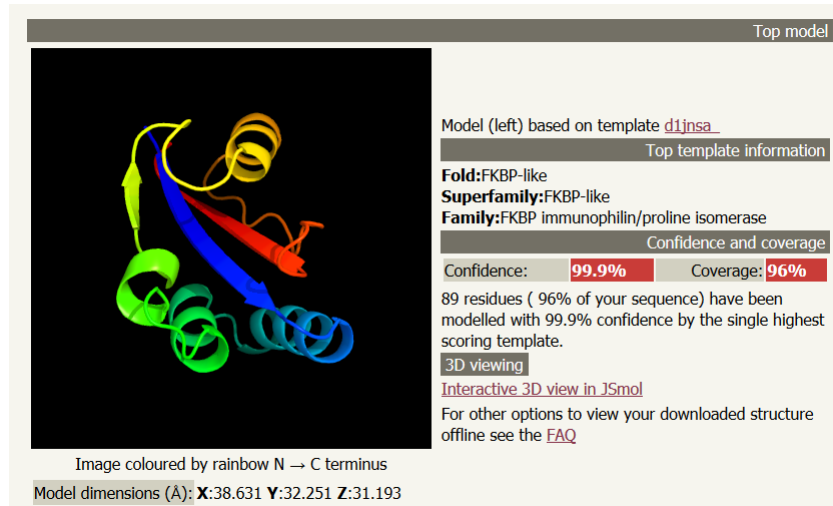 Top model
Model (left) based on template d1jnsa_
Top template information
Fold:FKBP-like
Superfamily:FKBP-like
Family:FKBP immunophilin/proline isomerase
Confidence and coverage
Confidence: 99.9% Coverage: 96%
89 residues ( 96% of your sequence) have been
modelled with 99.9% confidence by the single highest
scoring template.
3D viewing
Interactive 3D view in JSmol
For other options to view your downloaded structure
offline see the FAQ
Image coloured by rainbow N → C terminus
Model dimensions (Å): X:38.631 Y:32.251 Z:31.193